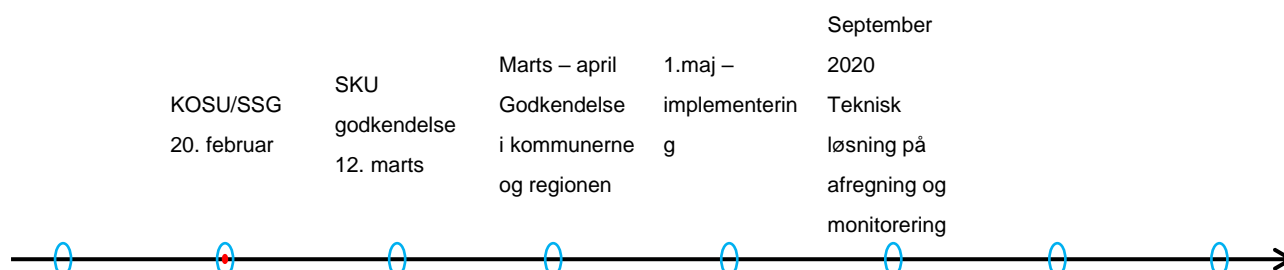 KOSU/SSG
20. februar
SKU
godkendelse
12. marts
Marts – april
Godkendelse
i kommunerne
og regionen
1.maj –
implementerin
g
September
2020
Teknisk
løsning på
afregning og
monitorering